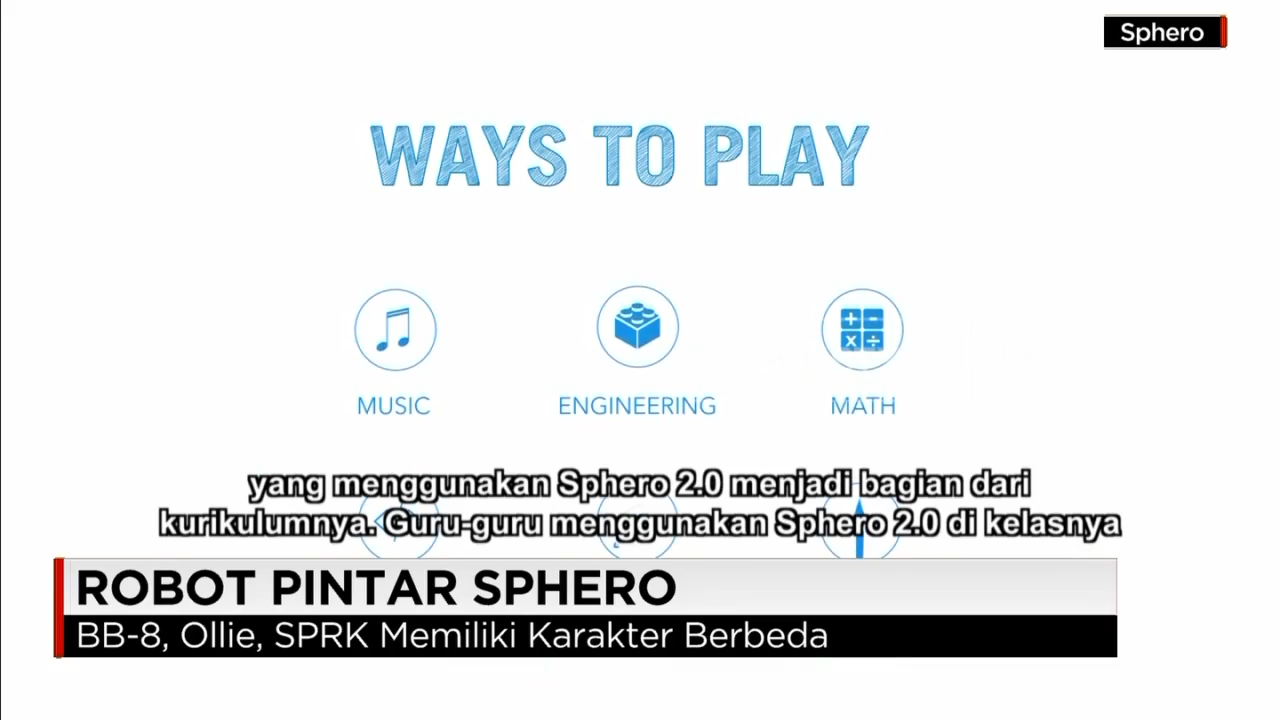 Sphero
WAYS TO PLAY
MUSIC
ENGINEERING
MATH
yang menggunakan Sphero 2.0 menjadi bagian dari
kurikulumnya. Guru-guru menggunakan Sphero 2.0 di kelasnya
ROBOT PINTAR SPHERO
BB-8, Ollie, SPRK Memiliki Karakter Berbeda